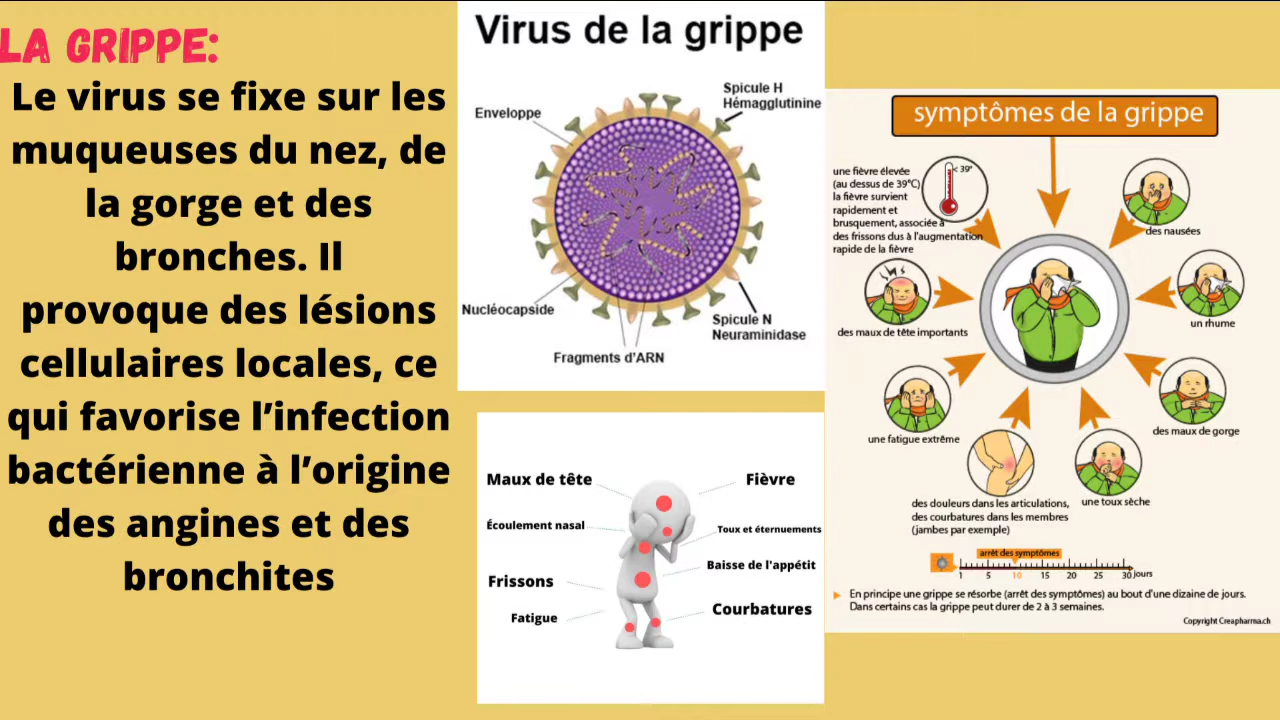 LA GRIPPE:
Le virus se fixe sur les
muqueuses du nez, de
la gorge et des
bronches. Il
provoque des lésions
cellulaires locales, ce
qui favorise l’infection
bactérienne à l’origine
des angines et des
bronchites
Virus de la grippe
Spicule H
Hémagglutinine
Enveloppe
Nucléocapside
Spicule N
Neuraminidase
Fragments d’ARN
Maux de tête
Fièvre
Écoulement nasal
Toux et éternuements
Baisse de l'appétit
Frissons
Courbatures
Fatigue
symptômes de la grippe
une fièvre élevée
(au dessus de 39°C)
la fièvre survient
rapidement et
brusquement, associée à
des frissons dus à l'augmentation
rapide de la fièvre
< 39°
des nausées
des maux de tête importants
un rhume
une fatigue extrême
des maux de gorge
des douleurs dans les articulations,
des courbatures dans les membres
(jambes par exemple)
une toux sèche
arrêt des symptômes
1 5 10 15 20 25 30 jours
En principe une grippe se résorbe (arrêt des symptômes) au bout d'une dizaine de jours.
Dans certains cas la grippe peut durer de 2 à 3 semaines.
Copyright Creapharma.ch